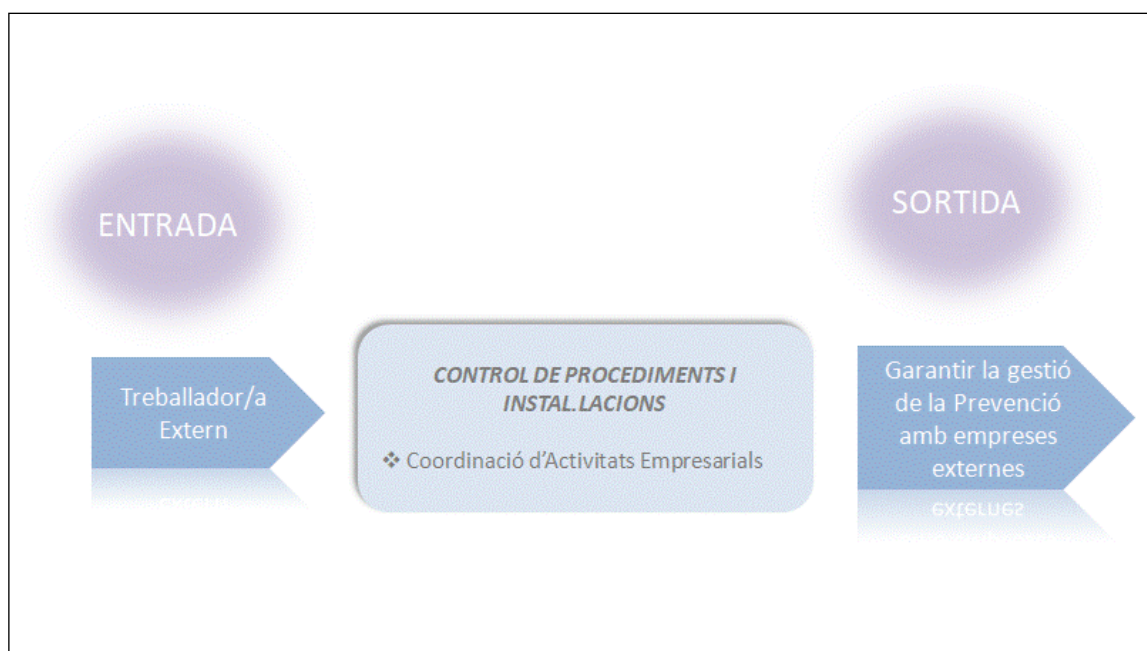 ENTRADA
SORTIDA
Treballador/a
Extern
CONTROL DE PROCEDIMENTS I
INSTAL.LACIONS
❖ Coordinació d’Activitats Empresarials
Garantir la gestió
de la Prevenció
amb empreses
externes